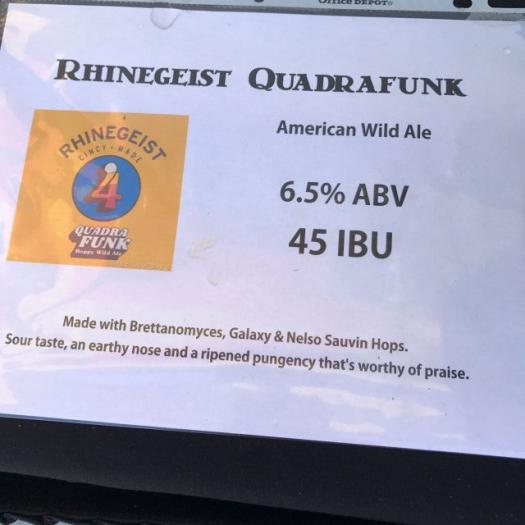 Office DEPOT
RHINEGEIST QUADRAFUNK
RHINEGEIST
CINCY · MADE
4
QUADRA
FUNK
Hoppy Wild Ale
American Wild Ale
6.5% ABV
45 IBU
Made with Brettanomyces, Galaxy & Nelso Sauvin Hops.
Sour taste, an earthy nose and a ripened pungency that's worthy of praise.